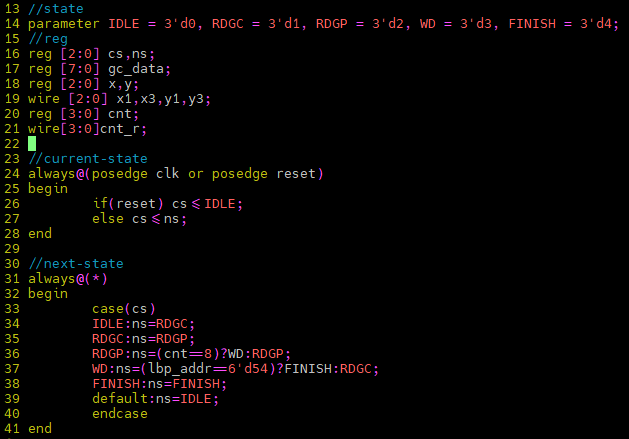 13 //state
14 parameter IDLE = 3'd0, RDGC = 3'd1, RDGP = 3'd2, WD = 3'd3, FINISH = 3'd4;
15 //reg
16 reg [2:0] cs,ns;
17 reg [7:0] gc_data;
18 reg [2:0] x,y;
19 wire [2:0] x1,x3,y1,y3;
20 reg [3:0] cnt;
21 wire[3:0]cnt_r;
22
23 //current-state
24 always@(posedge clk or posedge reset)
25 begin
26         if(reset) cs<=IDLE;
27         else cs<=ns;
28 end
29
30 //next-state
31 always@(*)
32 begin
33         case(cs)
34         IDLE:ns=RDGC;
35         RDGC:ns=RDGP;
36         RDGP:ns=(cnt==8)?WD:RDGP;
37         WD:ns=(lbp_addr==6'd54)?FINISH:RDGC;
38         FINISH:ns=FINISH;
39         default:ns=IDLE;
40         endcase
41 end